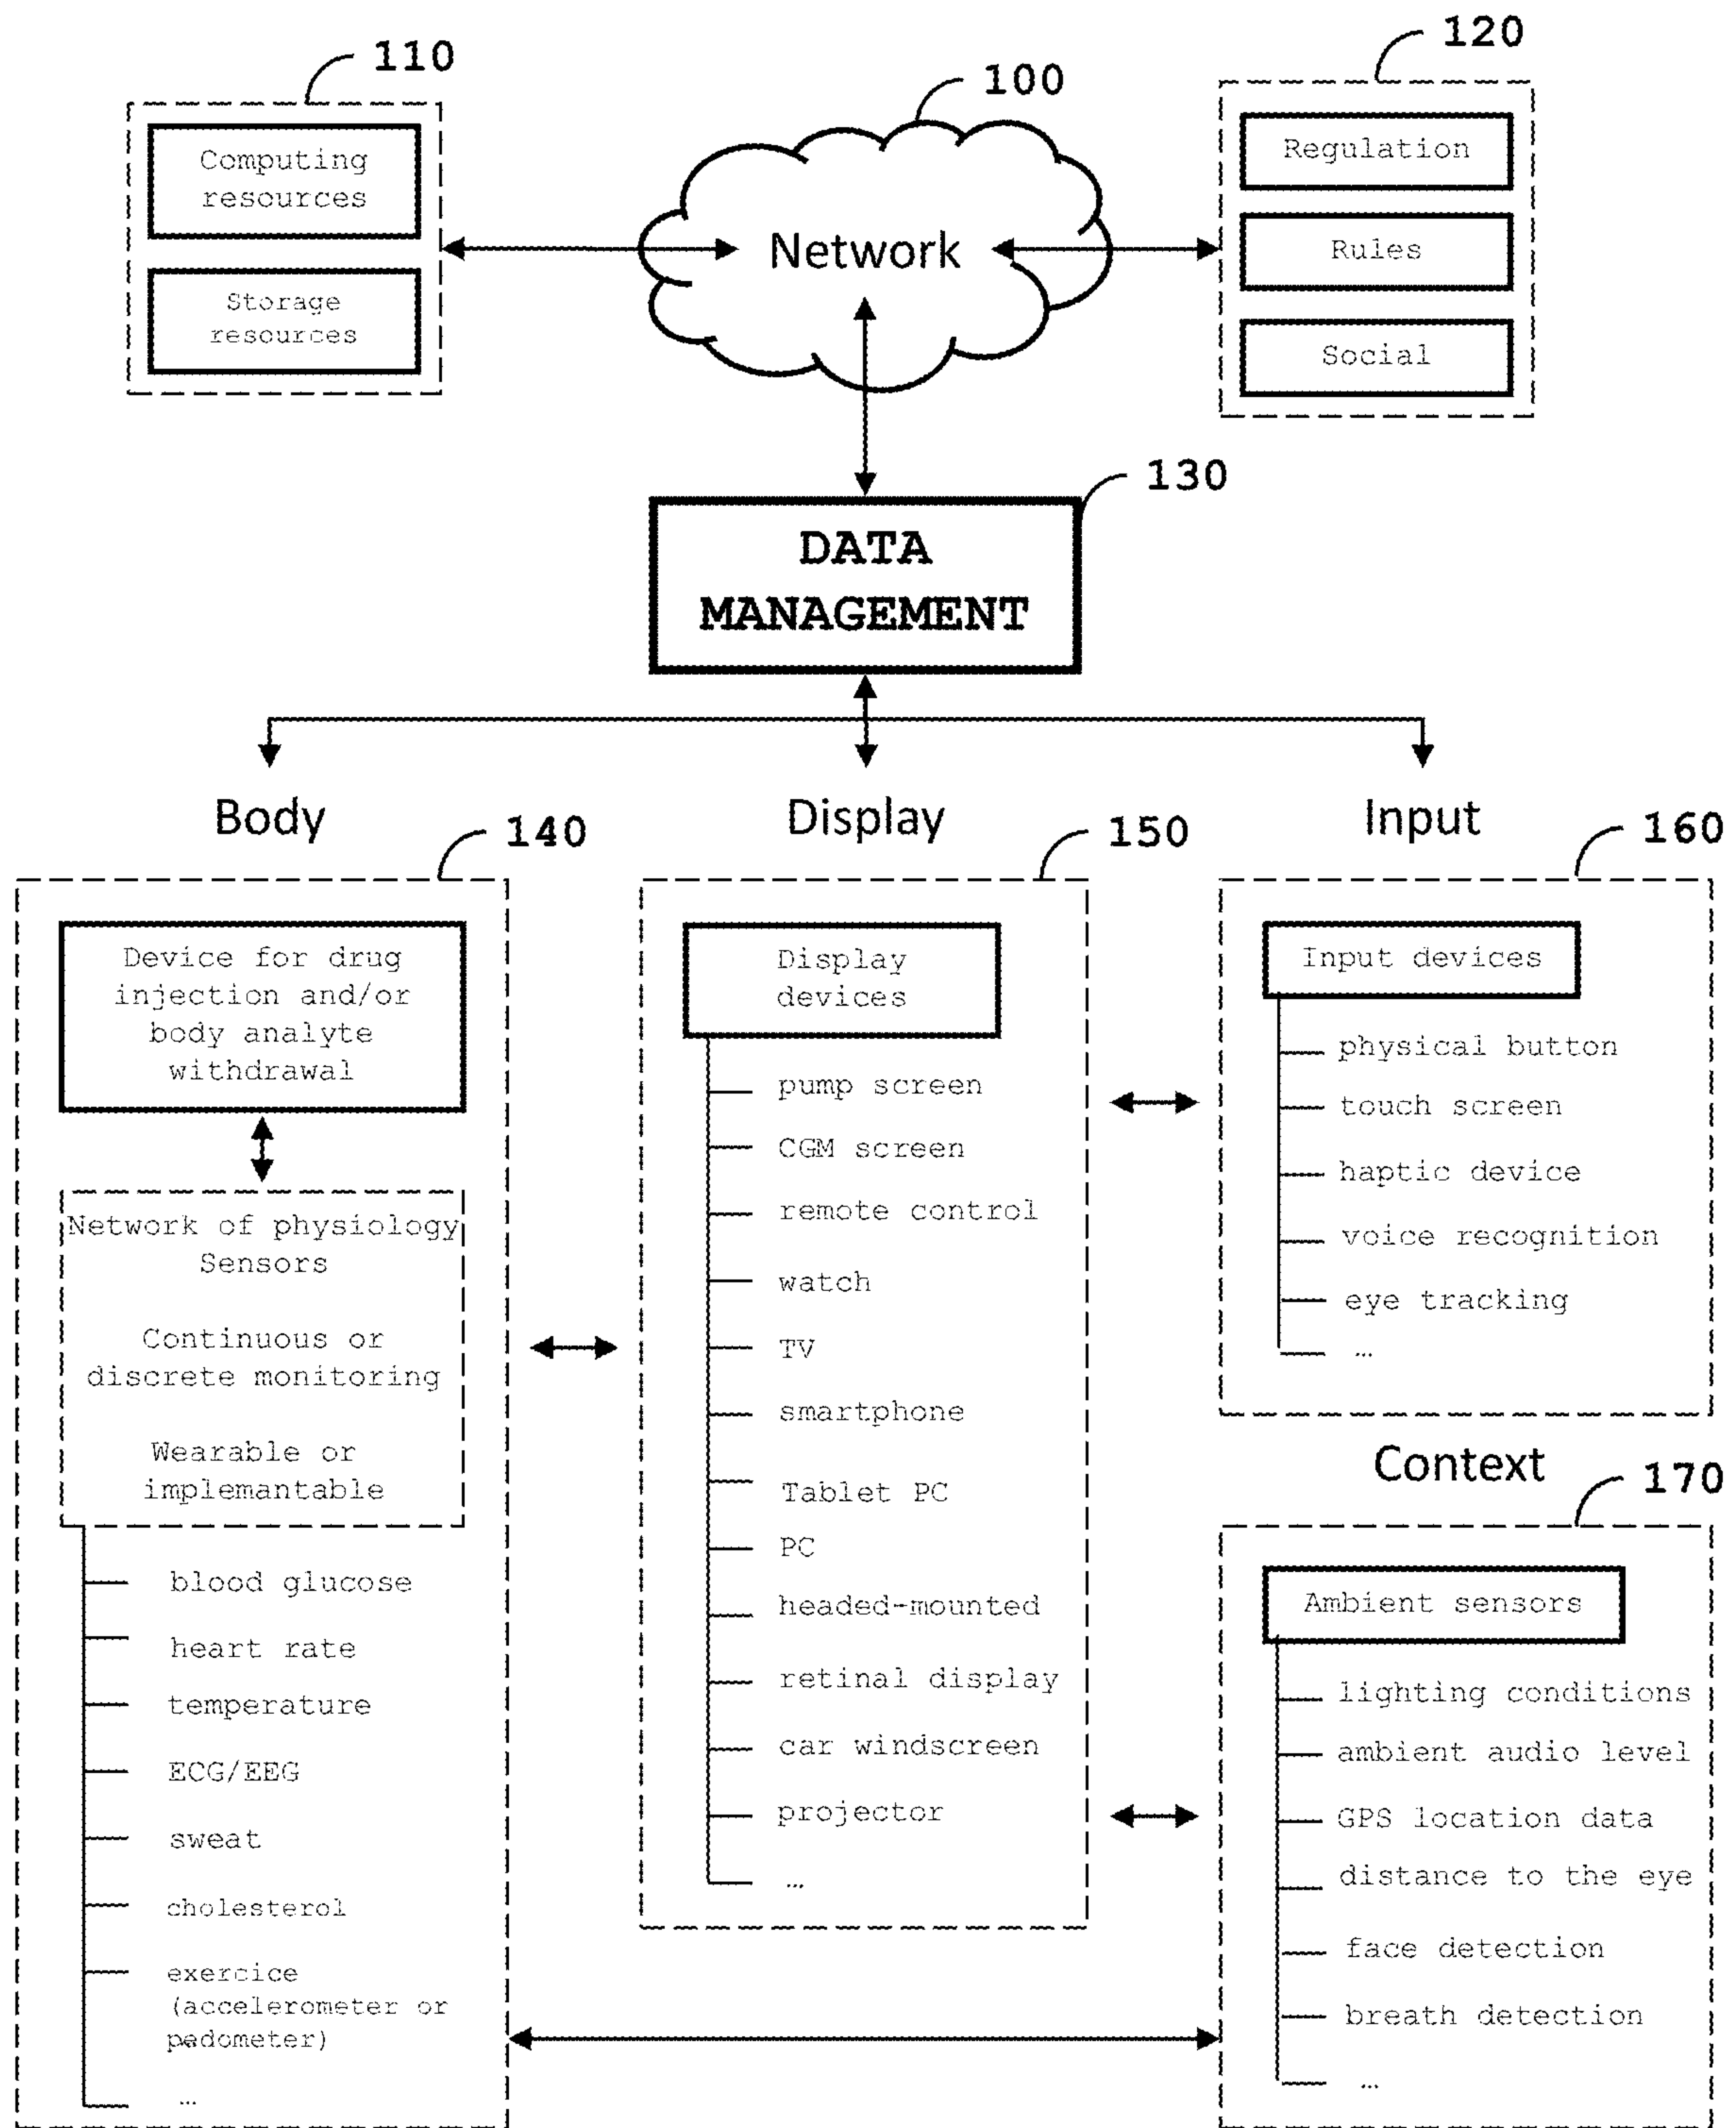 110
Computing
resources
Storage
resources
100
Network
120
Regulation
Rules
Social
130
DATA
MANAGEMENT
Body
140
Device for drug
injection and/or
body analyte
withdrawal
Network of physiology
Sensors
Continuous or
discrete monitoring
Wearable or
implemantable
blood glucose
heart rate
temperature
ECG/EEG
sweat
cholesterol
exercice
(accelerometer or
pedometer)
…
Display
150
Display
devices
pump screen
CGM screen
remote control
watch
TV
smartphone
Tablet PC
PC
headed-mounted
retinal display
car windscreen
projector
…
Input
160
Input devices
physical button
touch screen
haptic device
voice recognition
eye tracking
…
Context
170
Ambient sensors
lighting conditions
ambient audio level
GPS location data
distance to the eye
face detection
breath detection
…